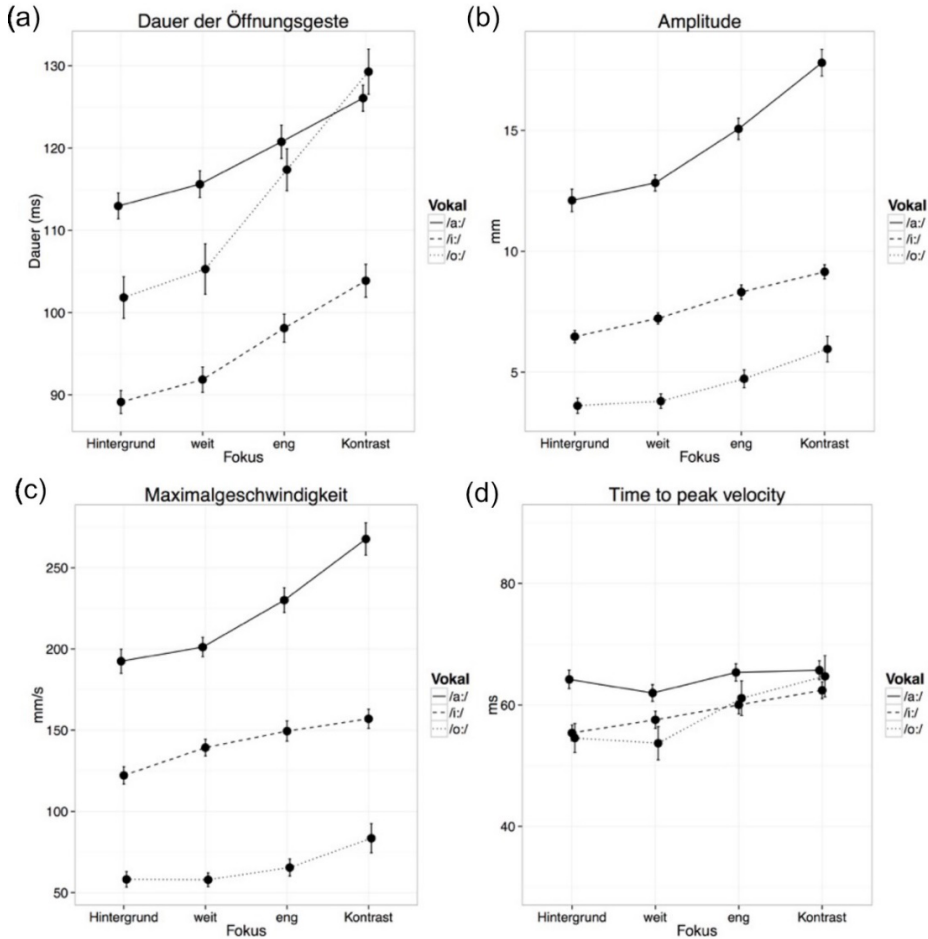 (a) Dauer der Öffnungsgeste
130
120
110
100
90
Dauer (ms)
Hintergrund weit eng Kontrast
Fokus
Vokal
/a:/
/i:/
/o:/
(b) Amplitude
15
10
5
mm
Hintergrund weit eng Kontrast
Fokus
Vokal
/a:/
/i:/
/o:/
(c) Maximalgeschwindigkeit
250
200
150
100
50
mm/s
Hintergrund weit eng Kontrast
Fokus
Vokal
/a:/
/i:/
/o:/
(d) Time to peak velocity
80
60
40
ms
Hintergrund weit eng Kontrast
Fokus
Vokal
/a:/
/i:/
/o:/